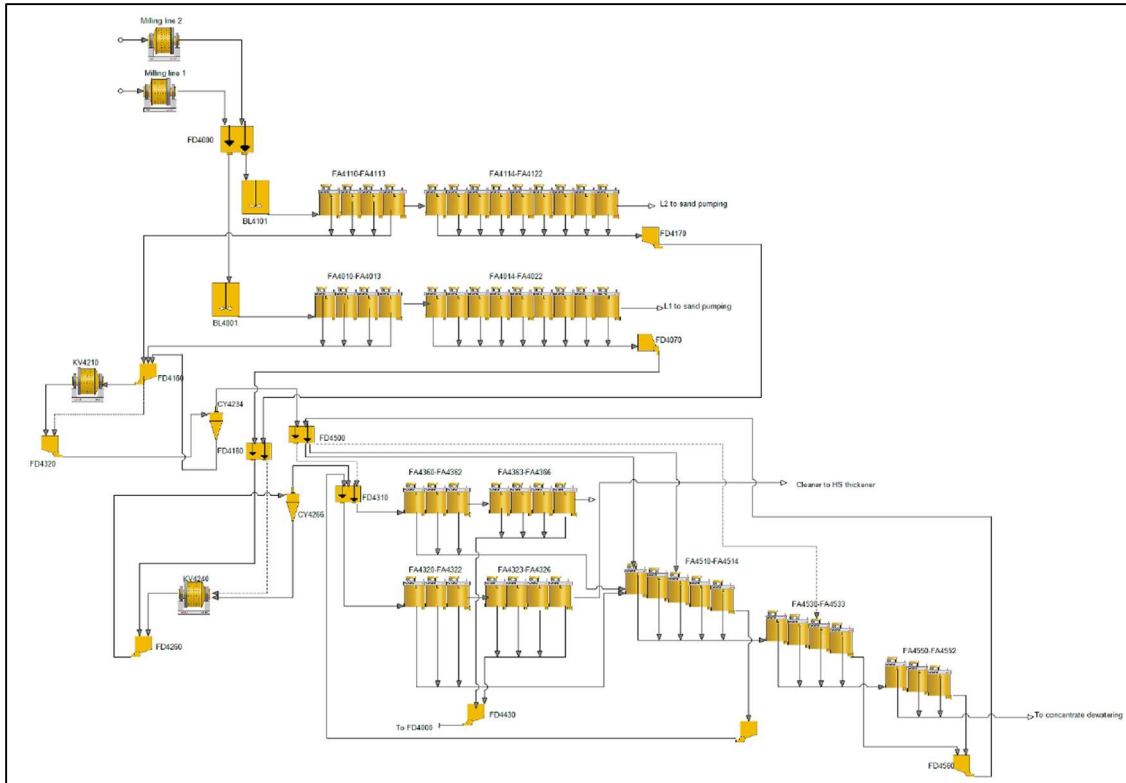 Milling line 2
Milling line 1
FD4000
FA4110-FA4113
FA4114-FA4122
L2 to sand pumping
BL4101
FD4170
FA4010-FA4013
FA4014-FA4022
L1 to sand pumping
BL4001
FD4070
KV4210
FD4160
CY4234
FD4320
FD4180
FD4500
FA4360-FA4362
FA4363-FA4366
Cleaner to HS thickener
FD4310
CY4266
FA4510-FA4514
KV4240
FA4320-FA4322
FA4323-FA4326
FA4530-FA4533
FD4260
FA4550-FA4552
To FD4000
FD4430
To concentrate dewatering
FD4560